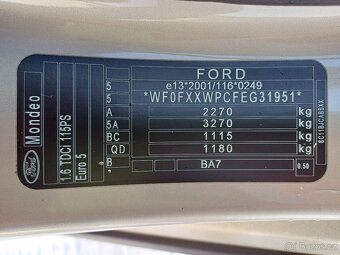 FORD
e13*2001/116*0249
*WF0FXXWPCFEG31951*
2270 kg
3270 kg
1115 kg
1180 kg
BA7
0.50
5
5
A
5A
BC
QD
B
Mondeo
1.6 TDCi 115PS
Euro 5
Ford